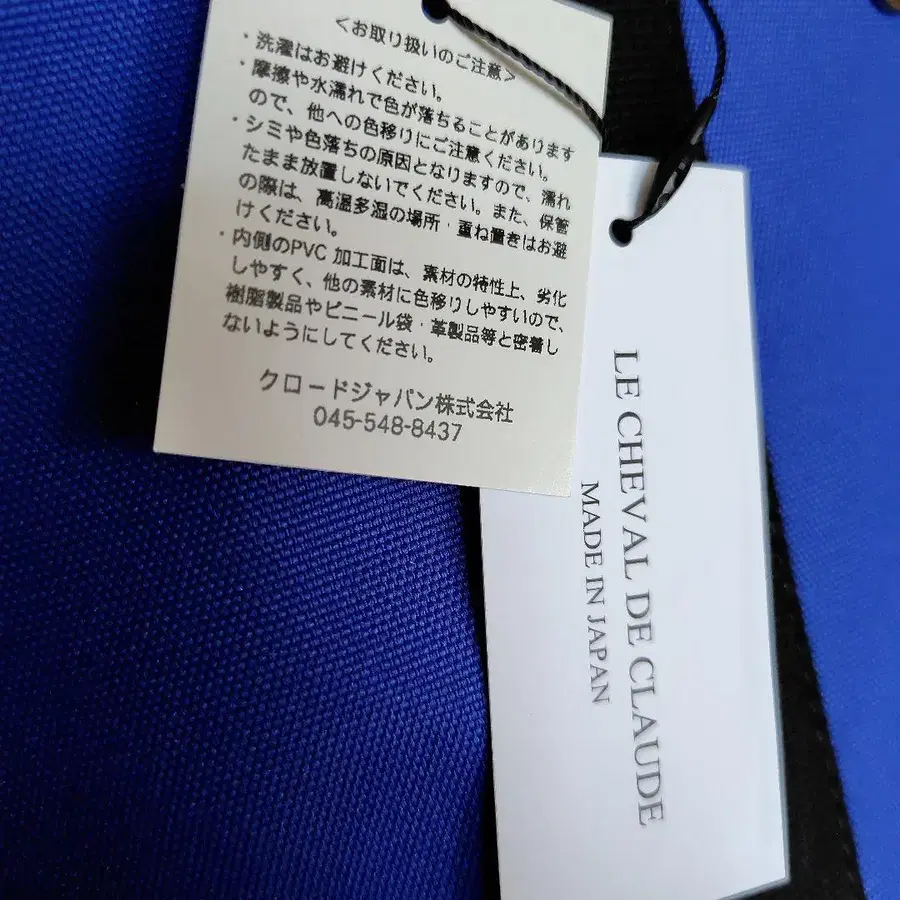 ＜お取り扱いのご注意＞
・洗濯はお避けください。
・摩擦や水濡れで色が落ちることがあります
ので、他への色移りにご注意ください。
・シミや色落ちの原因となりますので、濡れ
たまま放置しないでください。また、保管
の際は、高温多湿の場所・重ね置きはお避
けください。
・内側のPVC 加工面は、素材の特性上、劣化
しやすく、他の素材に色移りしやすいので、
樹脂製品やビニール袋・革製品等と密着し
ないようにしてください。
クロードジャパン株式会社
045-548-8437
LE CHEVAL DE CLAUDE
MADE IN JAPAN